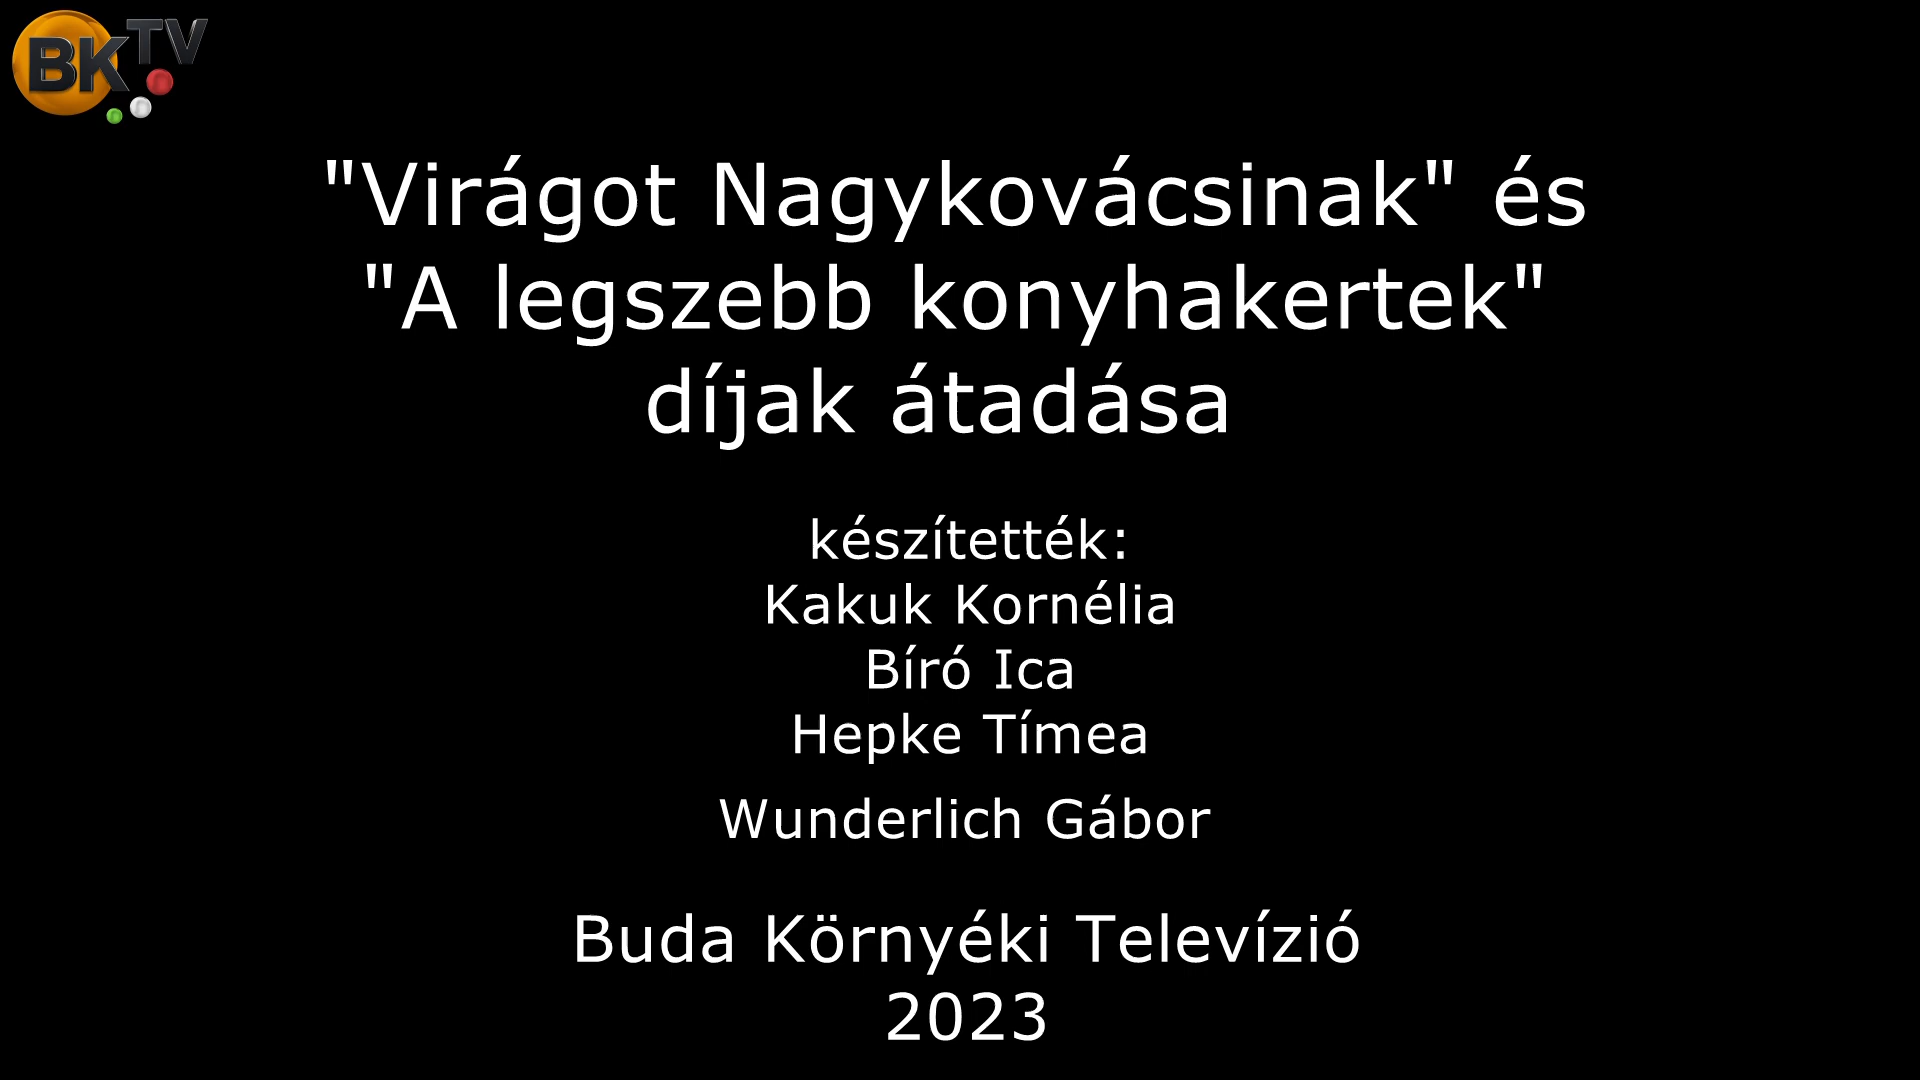 BKTV
"Virágot Nagykovácsinak" és
"A legszebb konyhakertek"
díjak átadása
készítették:
Kakuk Kornélia
Bíró Ica
Hepke Tímea
Wunderlich Gábor
Buda Környéki Televízió
2023